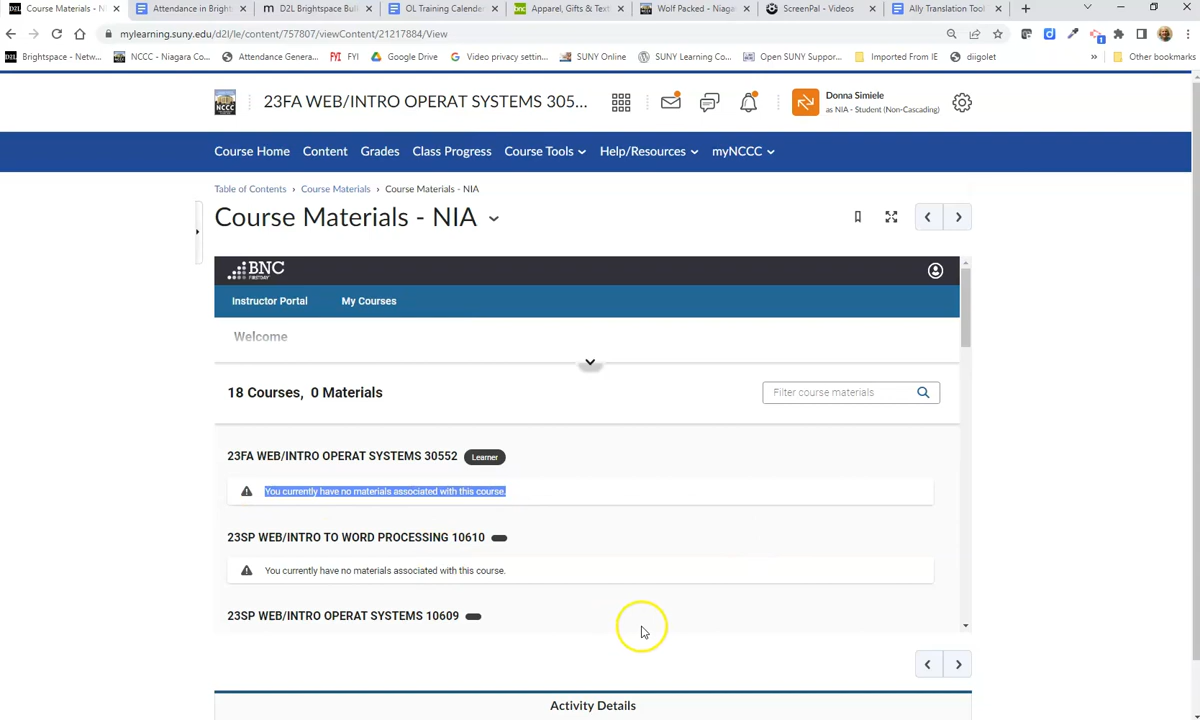 Course Materials - N
Attendance in Bright
D2L Brightspace Bui
OL Training Calender
Apparel, Gifts & Text
Wolf Packed - Niaga
ScreenPal - Videos
Ally Translation Tool
mylearning.suny.edu/d2l/le/content/757807/viewContent/21217884/View
Brightspace - Netw...
NCCC - Niagara Co...
Attendance Genera...
FYI
Google Drive
Video privacy settin...
SUNY Online
SUNY Learning Co...
Open SUNY Suppor...
Imported From IE
diigolet
»
Other bookmarks
23FA WEB/INTRO OPERAT SYSTEMS 305...
Donna Simiele
as NIA - Student (Non-Cascading)
Course Home Content Grades Class Progress Course Tools Help/Resources myNCCC
Table of Contents › Course Materials › Course Materials - NIA
Course Materials - NIA
BNC
FIRSTDAY
Instructor Portal My Courses
Welcome
18 Courses, 0 Materials
Filter course materials
23FA WEB/INTRO OPERAT SYSTEMS 30552 Learner
You currently have no materials associated with this course.
23SP WEB/INTRO TO WORD PROCESSING 10610
You currently have no materials associated with this course.
23SP WEB/INTRO OPERAT SYSTEMS 10609
Activity Details